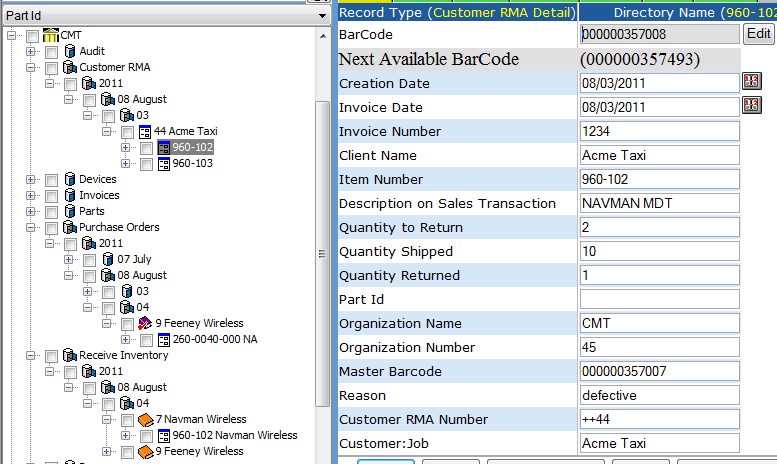 Part Id
CMT
Audit
Customer RMA
2011
08 August
03
44 Acme Taxi
960-102
960-103
Devices
Invoices
Parts
Purchase Orders
2011
07 July
08 August
03
04
9 Feeney Wireless
260-0040-000 NA
Receive Inventory
2011
08 August
04
7 Navman Wireless
960-102 Navman Wireless
9 Feeney Wireless
Record Type (Customer RMA Detail) Directory Name (960-102
BarCode 000000357008 Edit
Next Available BarCode (000000357493)
Creation Date 08/03/2011
Invoice Date 08/03/2011
Invoice Number 1234
Client Name Acme Taxi
Item Number 960-102
Description on Sales Transaction NAVMAN MDT
Quantity to Return 2
Quantity Shipped 10
Quantity Returned 1
Part Id
Organization Name CMT
Organization Number 45
Master Barcode 000000357007
Reason defective
Customer RMA Number ++44
Customer:Job Acme Taxi